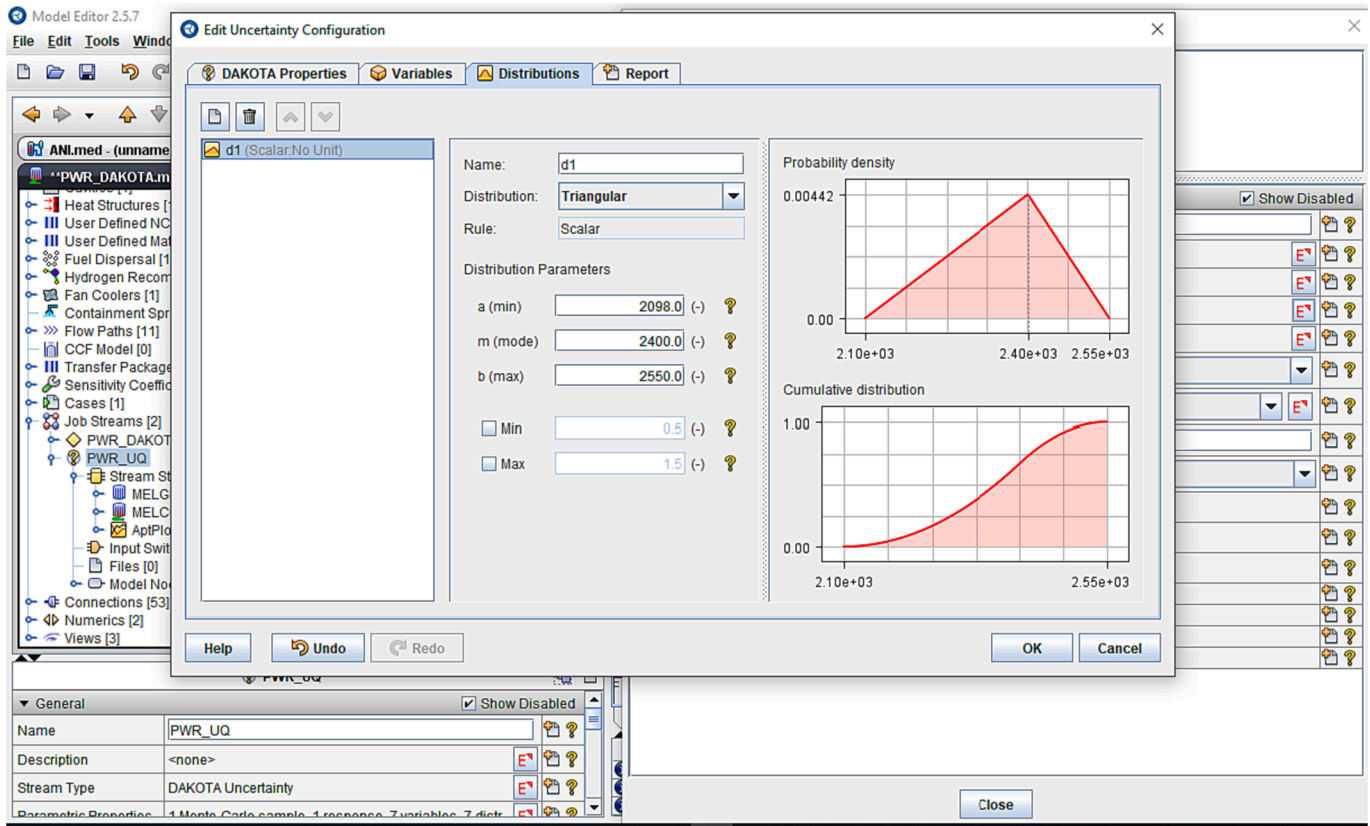 Model Editor 2.5.7
File Edit Tools
ANI.med - (unname
PWR_DAKOTA.m
Heat Structures [
User Defined NC
User Defined Mat
Fuel Dispersal [1
Hydrogen Recom
Fan Coolers [1]
Containment Spr
Flow Paths [11]
CCF Model [0]
Transfer Package
Sensitivity Coeffic
Cases [1]
Job Streams [2]
PWR_DAKOT
PWR_UQ
Stream St
MELG
MELC
AptPlo
Input Swit
Files [0]
Model No
Connections [53]
Numerics [2]
Views [3]
Edit Uncertainty Configuration
DAKOTA Properties Variables Distributions Report
d1 (Scalar:No Unit)
Name: d1
Distribution: Triangular
Rule: Scalar
Distribution Parameters
a (min) 2098.0 (-)
m (mode) 2400.0 (-)
b (max) 2550.0 (-)
Min 0.5 (-)
Max 1.5 (-)
Probability density
0.00442
0.00
2.10e+03 2.40e+03 2.55e+03
Cumulative distribution
1.00
0.00
2.10e+03 2.55e+03
Help Undo Redo OK Cancel
Show Disabled
PWR_UQ
General Show Disabled
Name PWR_UQ
Description <none>
Stream Type DAKOTA Uncertainty
Parametric Properties 1 Monte-Carlo sample, 1 response, 7 variables, 7 distr
Close